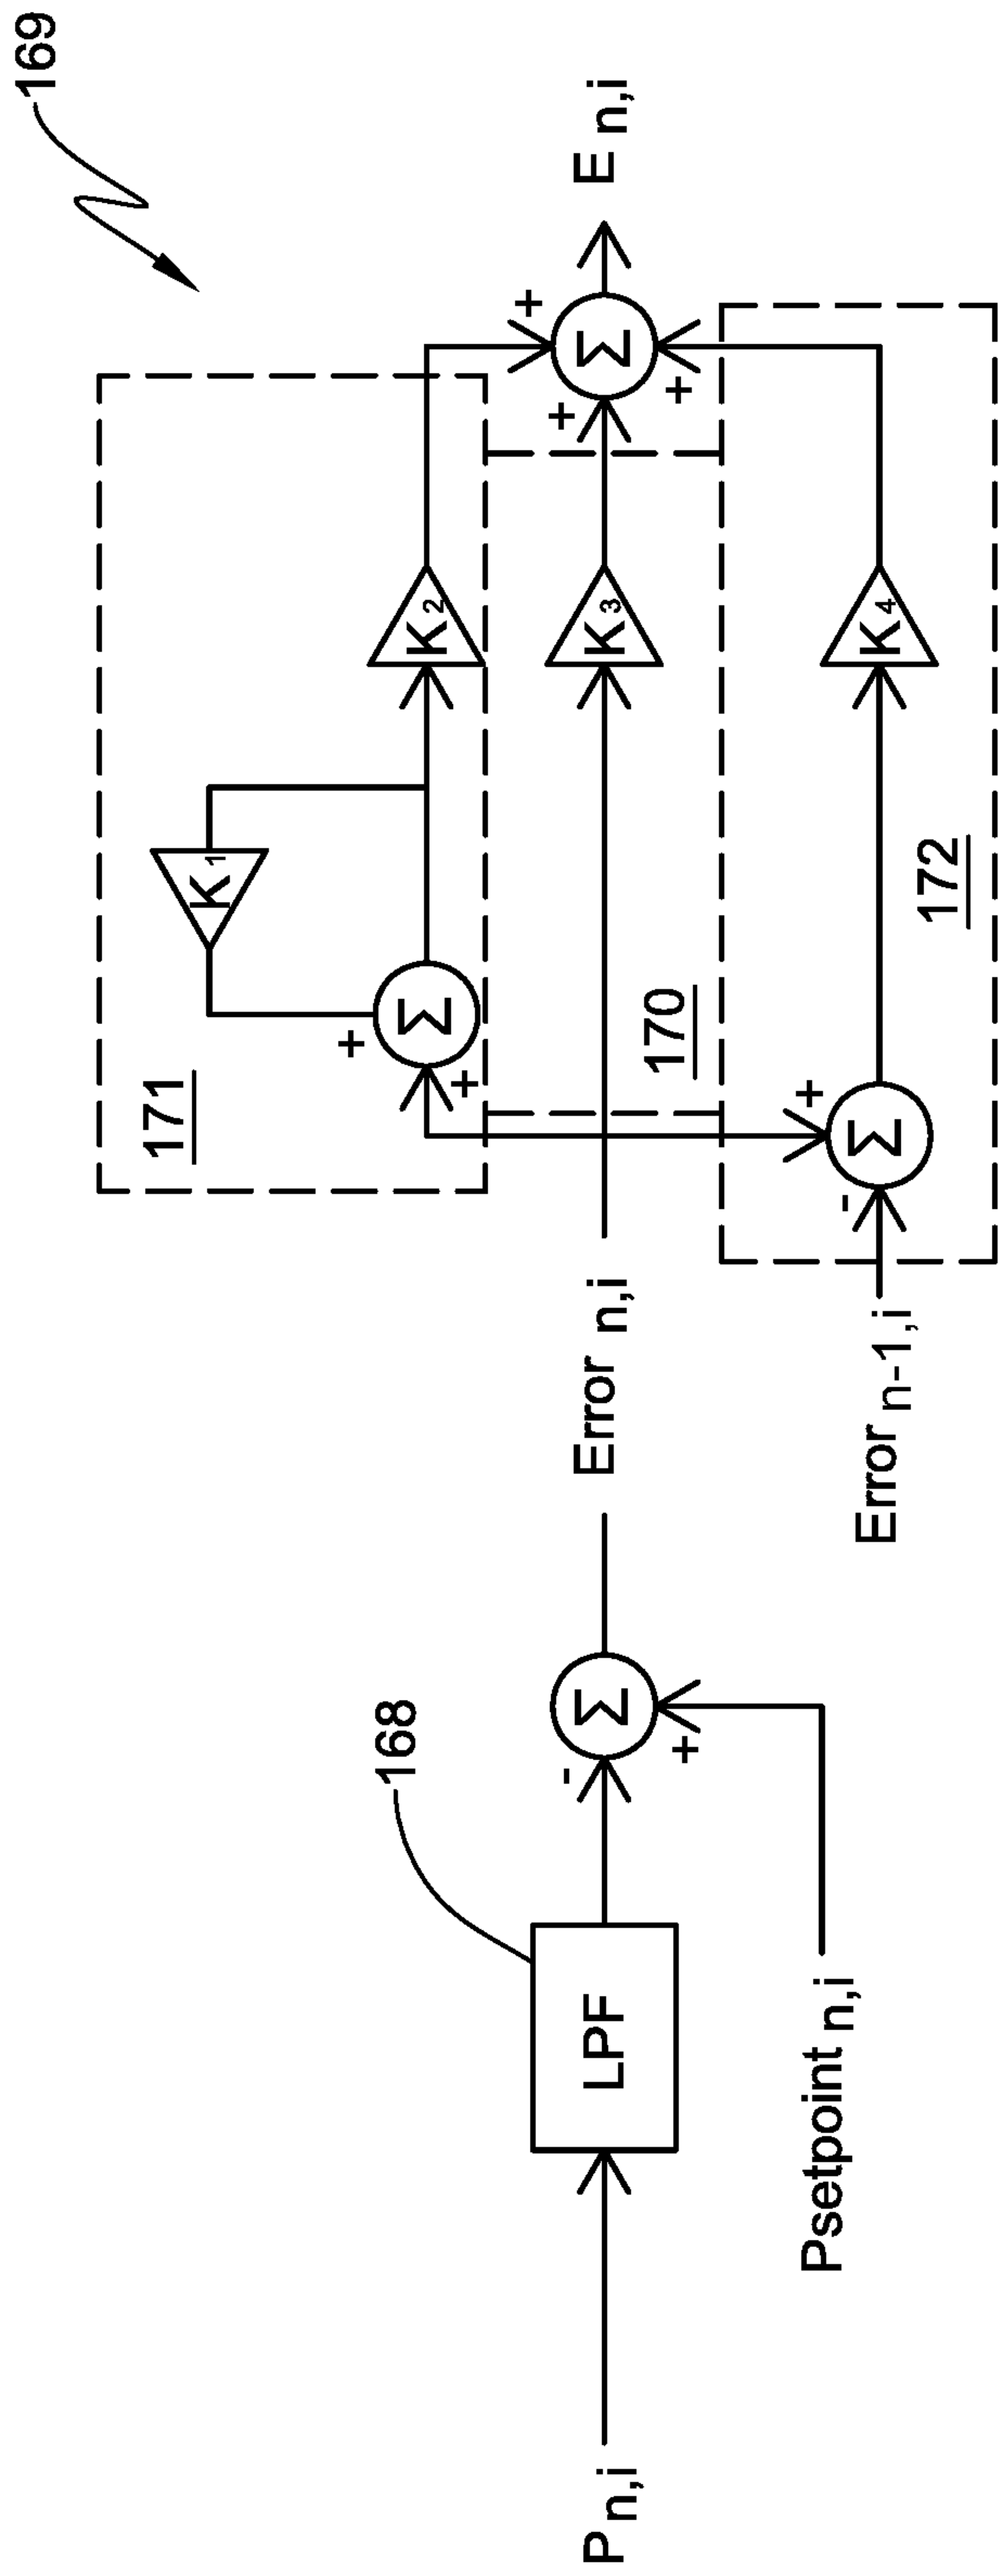 169
171
K1
Σ
+
+
K2
+
Σ
+
+
E n,i
P n,i
LPF
168
-
Σ
+
Psetpoint n,i
Error n,i
170
K3
Error n-1,i
-
Σ
+
172
K4